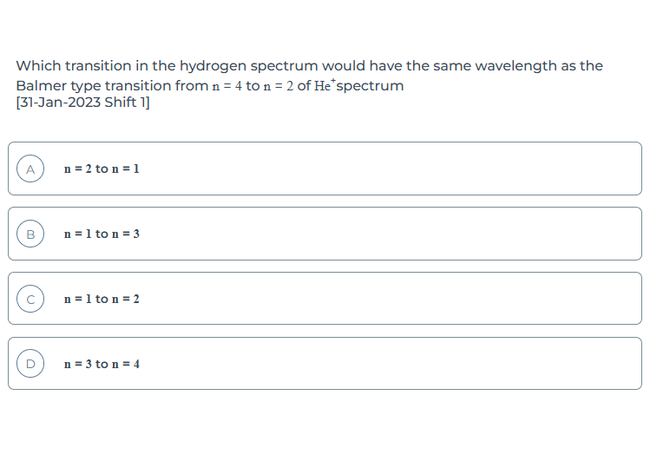 Which transition in the hydrogen spectrum would have the same wavelength as the
Balmer type transition from n = 4 to n = 2 of He⁺spectrum
[31-Jan-2023 Shift 1]
A n = 2 to n = 1
B n = 1 to n = 3
C n = 1 to n = 2
D n = 3 to n = 4